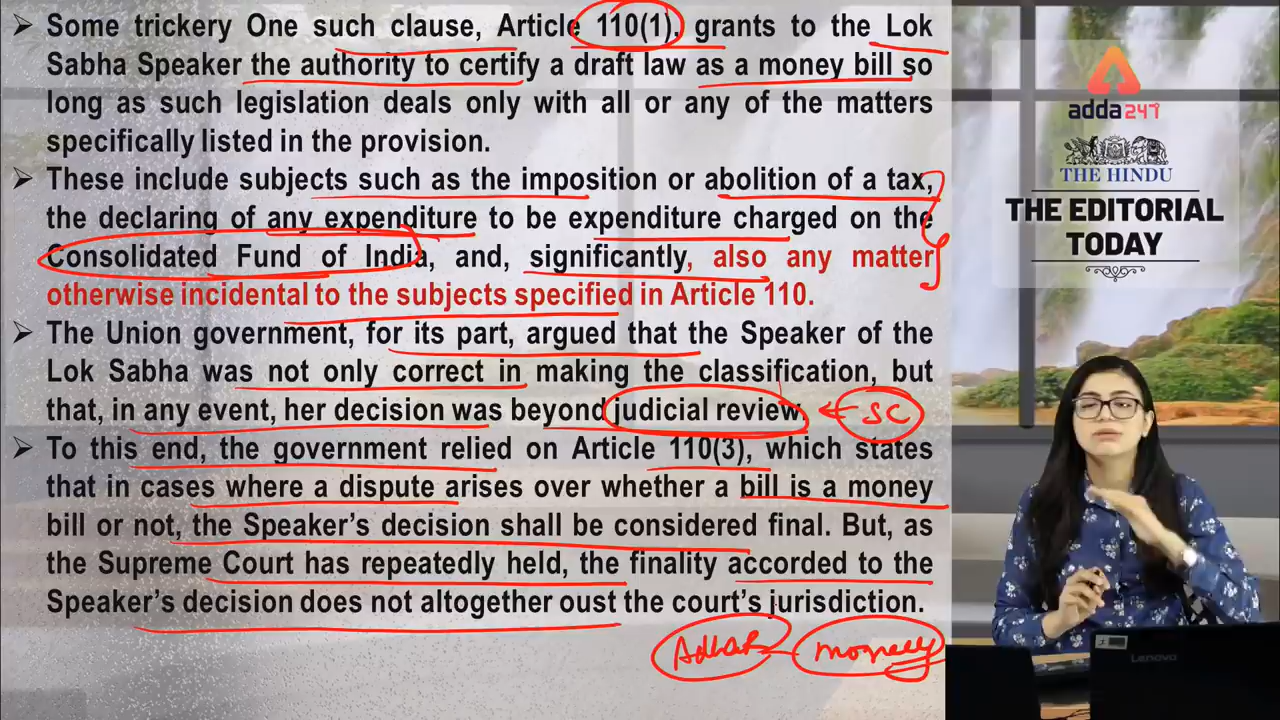 ➤ Some trickery One such clause, Article 110(1), grants to the Lok
Sabha Speaker the authority to certify a draft law as a money bill so
long as such legislation deals only with all or any of the matters
specifically listed in the provision.
➤ These include subjects such as the imposition or abolition of a tax,
the declaring of any expenditure to be expenditure charged on the
Consolidated Fund of India, and, significantly, also any matter
otherwise incidental to the subjects specified in Article 110.
➤ The Union government, for its part, argued that the Speaker of the
Lok Sabha was not only correct in making the classification, but
that, in any event, her decision was beyond judicial review.
SC
➤ To this end, the government relied on Article 110(3), which states
that in cases where a dispute arises over whether a bill is a money
bill or not, the Speaker's decision shall be considered final. But, as
the Supreme Court has repeatedly held, the finality accorded to the
Speaker's decision does not altogether oust the court's jurisdiction.
adda247
THE HINDU
THE EDITORIAL
TODAY
Lenovo